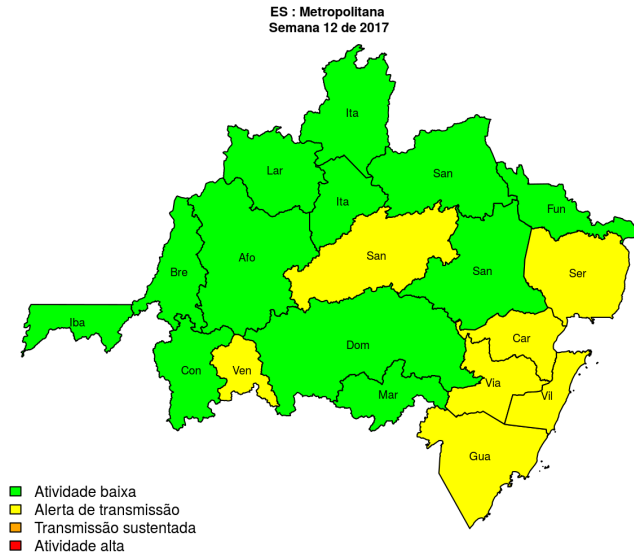 ES : Metropolitana
Semana 12 de 2017
Ita
Lar
San
Ita
Fun
San
Afo
Bre
San
Ser
Iba
Car
Dom
Con
Ven
Via
Mar
Vil
Gua
Atividade baixa
Alerta de transmissão
Transmissão sustentada
Atividade alta